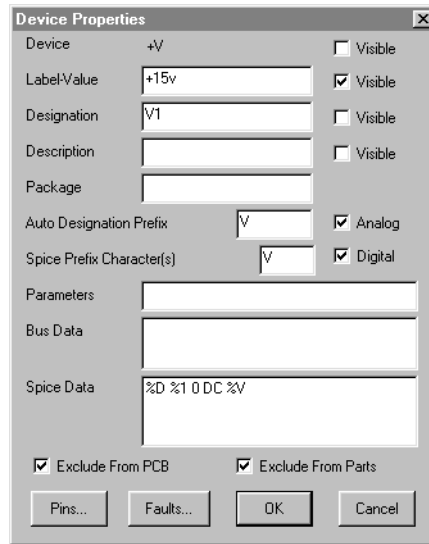 Device Properties
Device +V Visible
Label-Value +15v Visible
Designation V1 Visible
Description Visible
Package
Auto Designation Prefix V Analog
Spice Prefix Character(s) V Digital
Parameters
Bus Data
Spice Data %D %1 0 DC %V
Exclude From PCB Exclude From Parts
Pins... Faults... OK Cancel